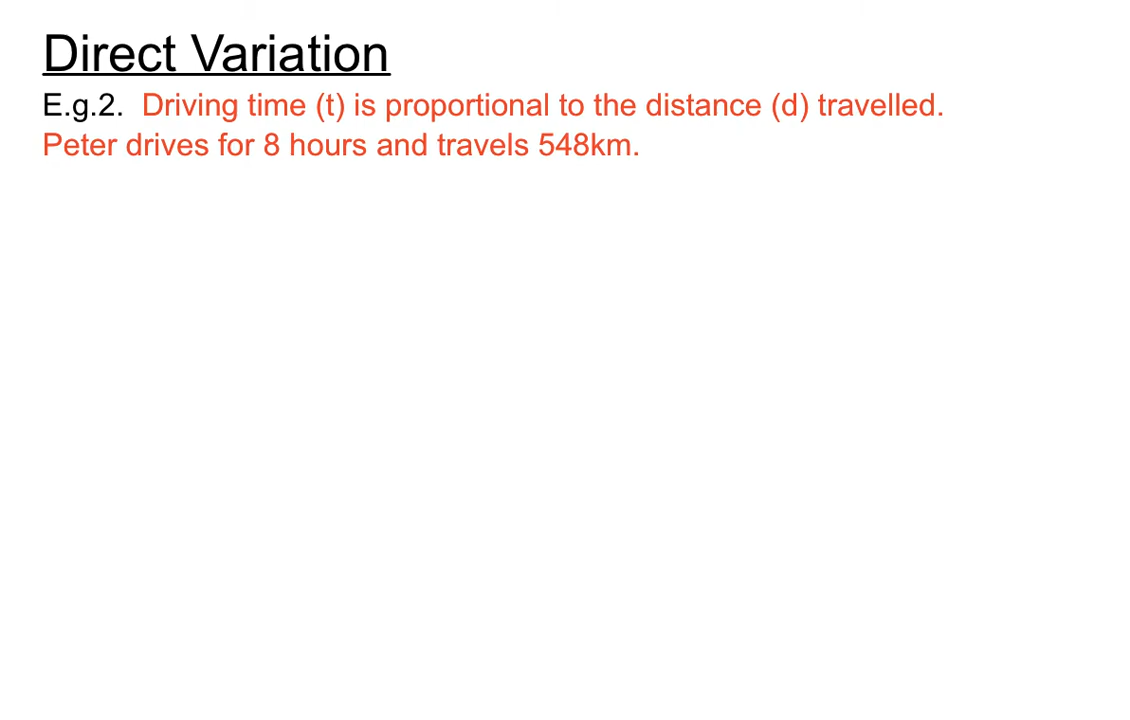 Direct Variation
E.g.2. Driving time (t) is proportional to the distance (d) travelled.
Peter drives for 8 hours and travels 548km.